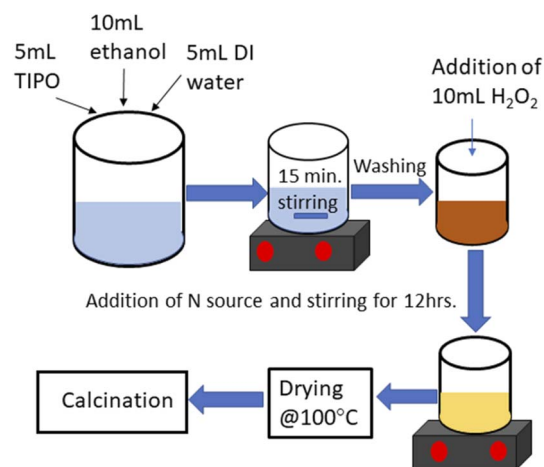 5mL
TIPO
10mL
ethanol
5mL DI
water
15 min.
stirring
Washing
Addition of
10mL H₂O₂
Addition of N source and stirring for 12hrs.
Drying
@100°C
Calcination